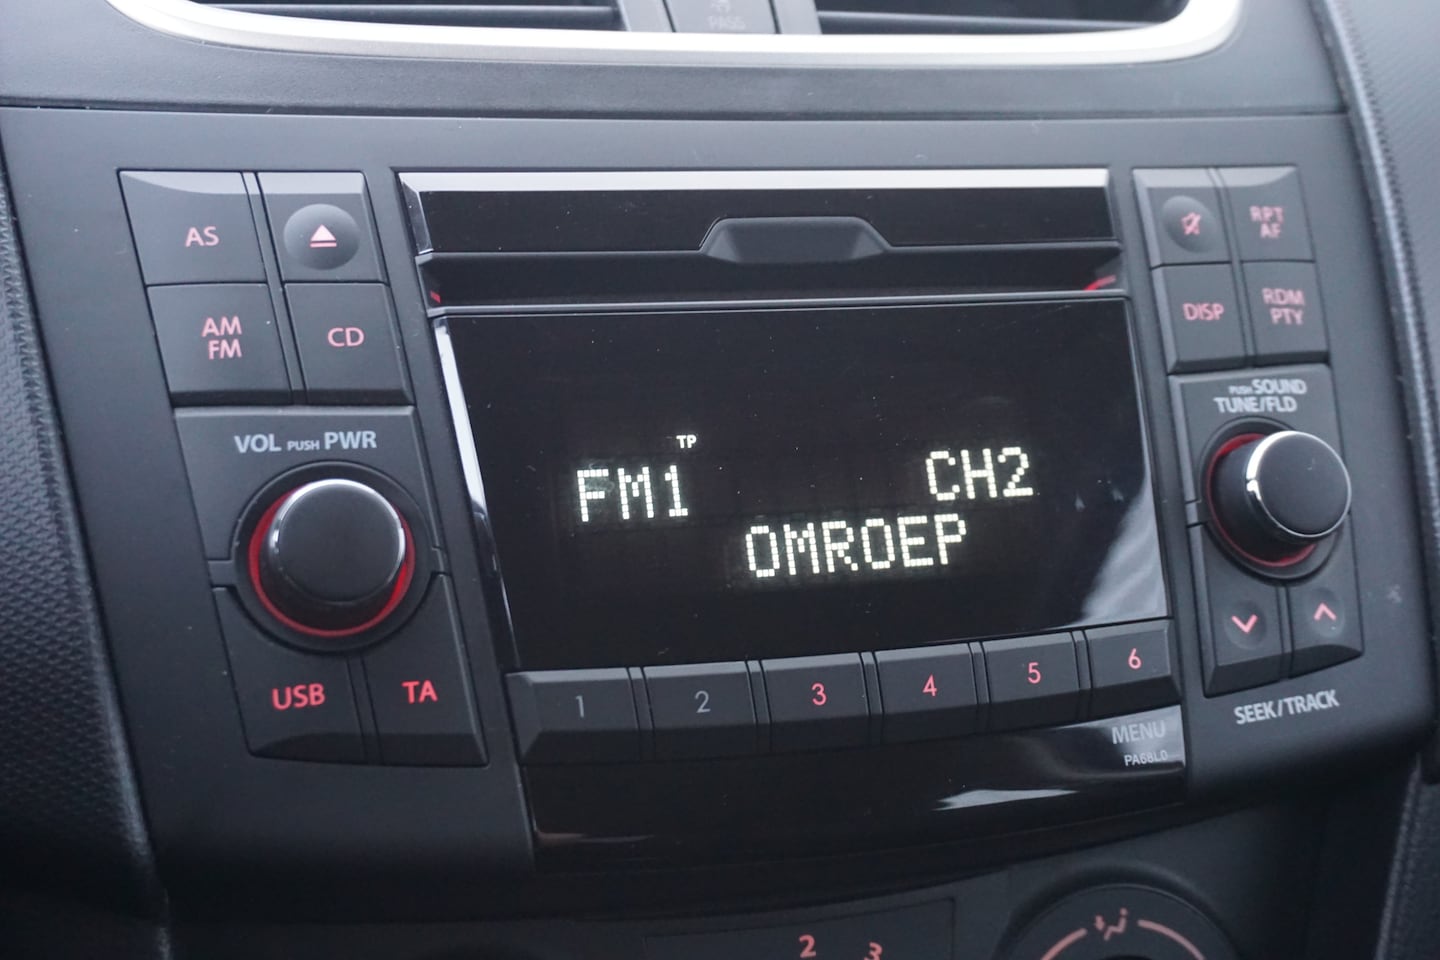 PASS
AS
AM
FM
CD
VOL PUSH PWR
USB
TA
TP
FM1
CH2
OMROEP
1
2
3
4
5
6
MENU
PA68L0
RPT
AF
DISP
RDM
PTY
PUSH SOUND
TUNE/FLD
SEEK/TRACK
2
3